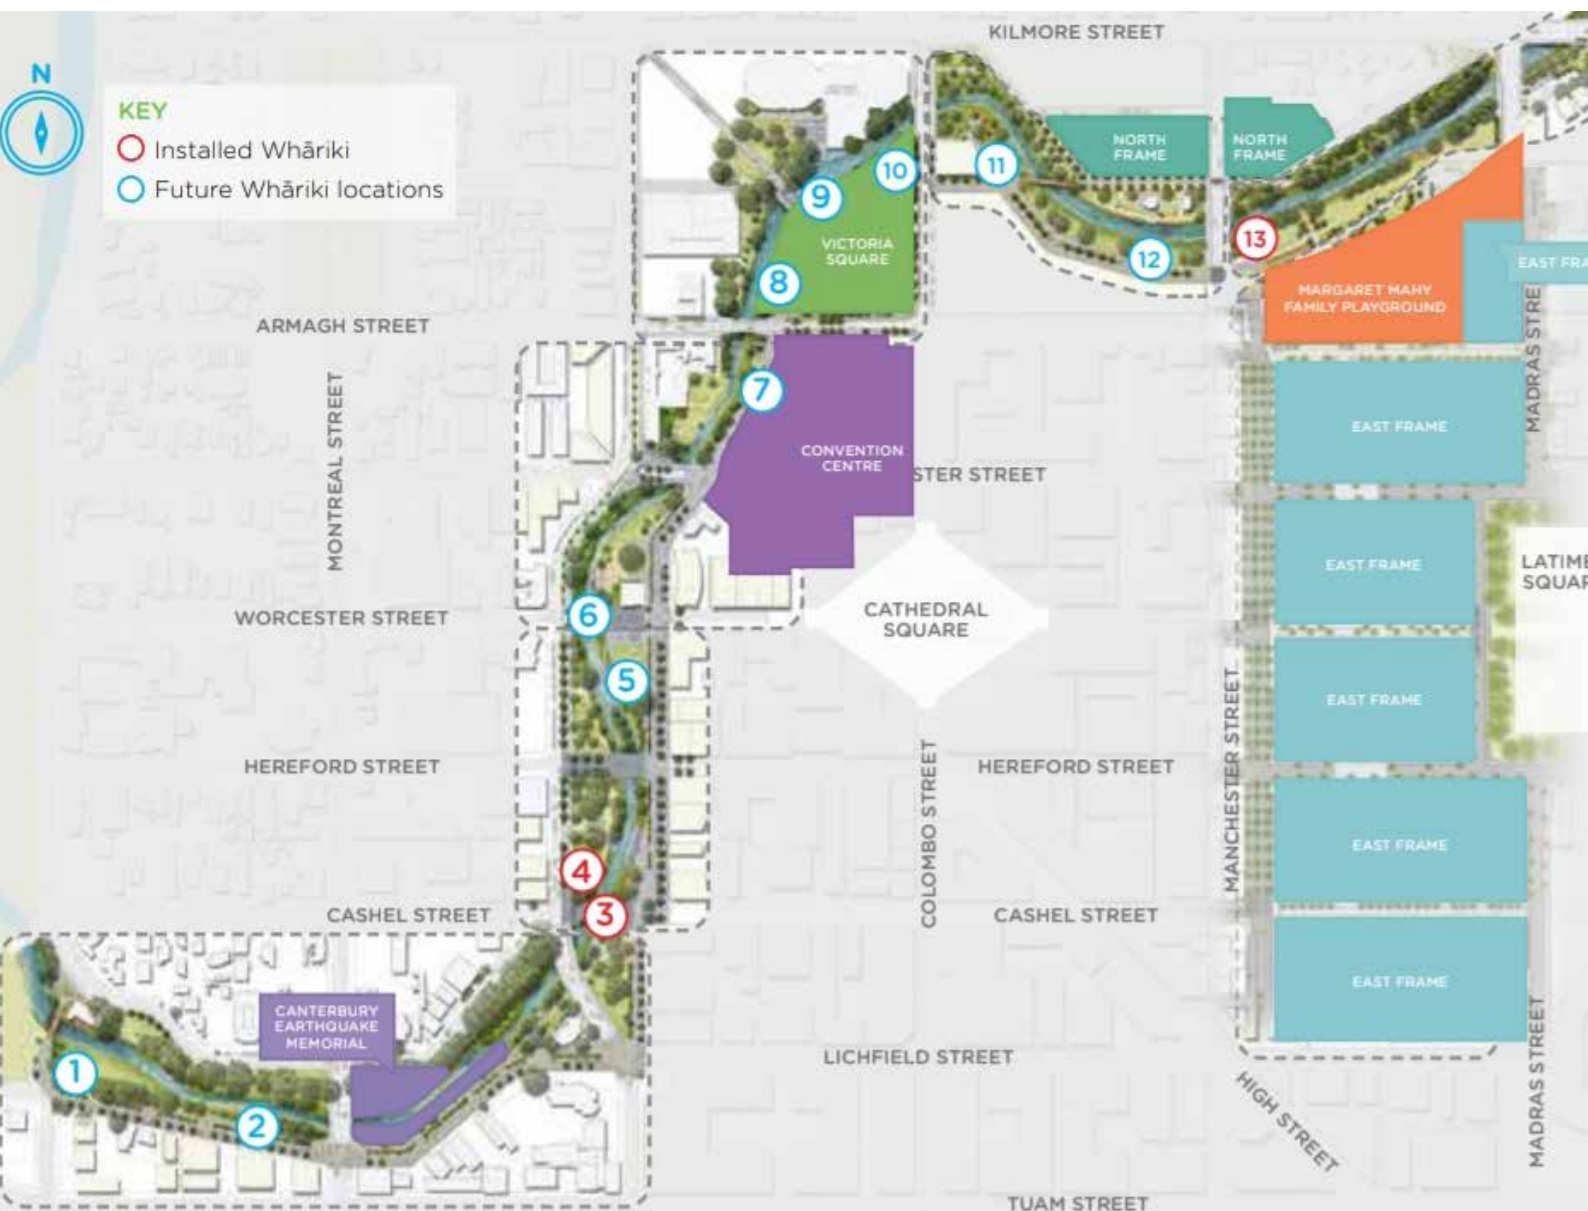 KILMORE STREET
N
KEY
Installed Whāriki
Future Whāriki locations
NORTH
FRAME
NORTH
FRAME
10
11
9
13
VICTORIA
SQUARE
12
8
EAST FRA
MARGARET MAHY
FAMILY PLAYGROUND
ARMAGH STREET
MADRAS STRE
7
MONTREAL STREET
EAST FRAME
CONVENTION
CENTRE
STER STREET
EAST FRAME
LATIME
SQUAR
6
WORCESTER STREET
CATHEDRAL
SQUARE
5
EAST FRAME
MANCHESTER STREET
HEREFORD STREET
COLOMBO STREET
HEREFORD STREET
EAST FRAME
4
3
CASHEL STREET
CASHEL STREET
EAST FRAME
CANTERBURY
EARTHQUAKE
MEMORIAL
LICHFIELD STREET
1
2
HIGH STREET
MADRAS STREET
TUAM STREET